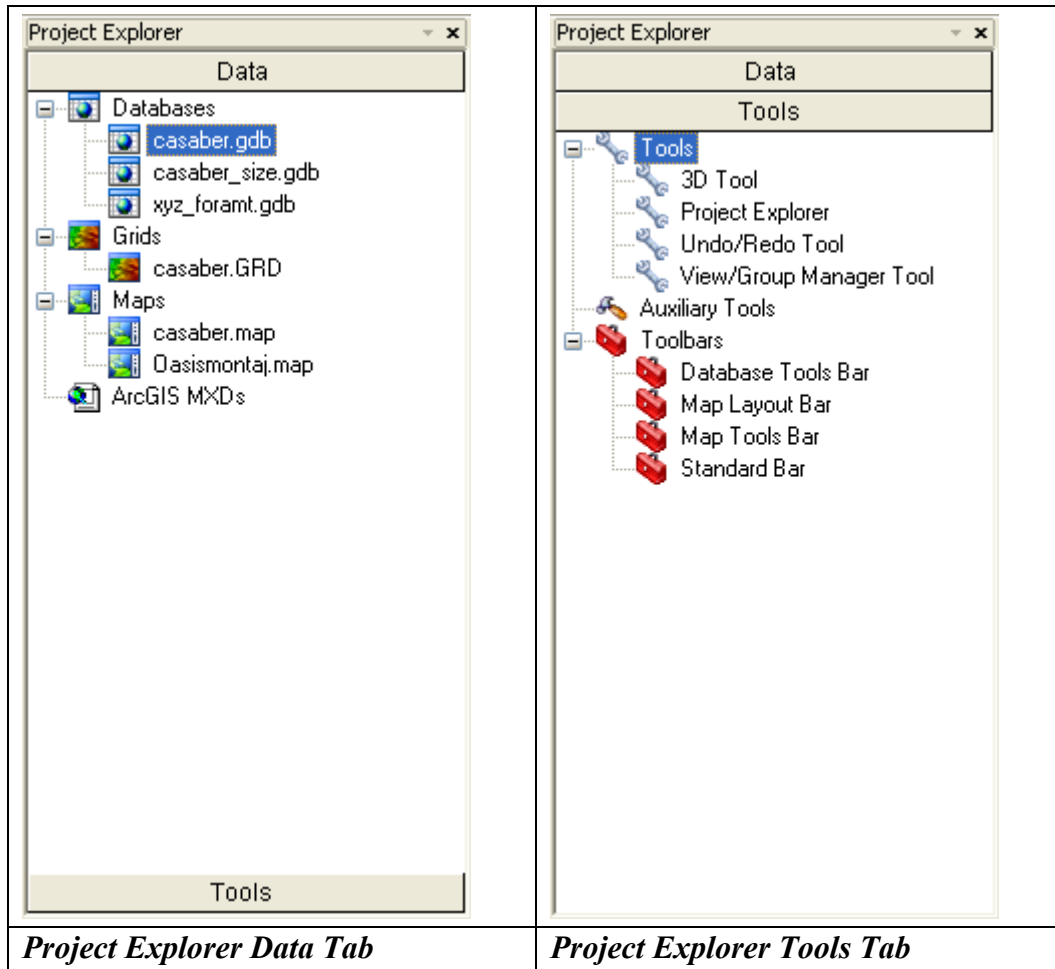 Project Explorer
Data
Databases
casaber.gdb
casaber_size.gdb
xyz_foramt.gdb
Grids
casaber.GRD
Maps
casaber.map
Oasismontaj.map
ArcGIS MXDs
Tools
Project Explorer Data Tab
Project Explorer
Data
Tools
Tools
3D Tool
Project Explorer
Undo/Redo Tool
View/Group Manager Tool
Auxiliary Tools
Toolbars
Database Tools Bar
Map Layout Bar
Map Tools Bar
Standard Bar
Project Explorer Tools Tab